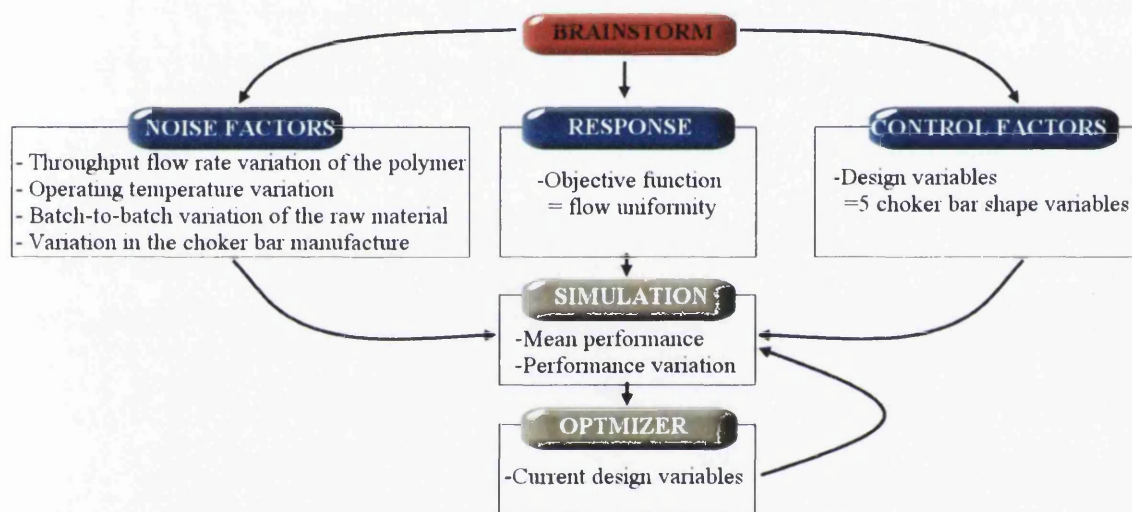 BRAINSTORM
NOISE FACTORS
- Throughput flow rate variation of the polymer
- Operating temperature variation
- Batch-to-batch variation of the raw material
- Variation in the choker bar manufacture
RESPONSE
-Objective function
= flow uniformity
CONTROL FACTORS
-Design variables
=5 choker bar shape variables
SIMULATION
-Mean performance
-Performance variation
OPTMIZER
-Current design variables